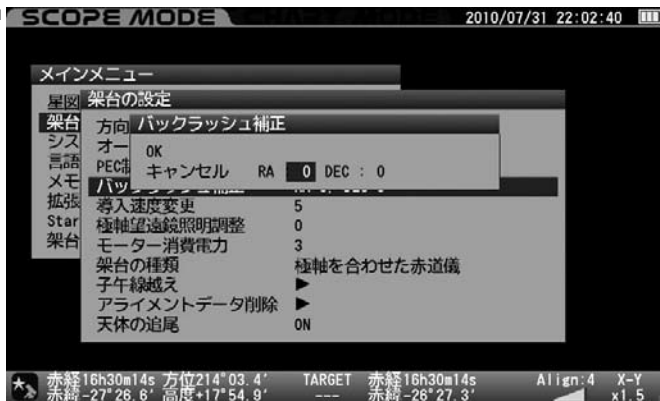 SCOPE MODE CHART MODE 2010/07/31 22:02:40
メインメニュー
星図
架台の設定
架台
方向
バックラッシュ補正
シス
オー
OK
言語
PEC制
キャンセル RA 0 DEC : 0
メモ
拡張
導入速度変更 5
Star
極軸望遠鏡照明調整 0
架台
モーター消費電力 3
架台の種類 極軸を合わせた赤道儀
子午線越え ▶
アライメントデータ削除 ▶
天体の追尾 ON
赤経16h30m14s 方位214°03.4' TARGET 赤経16h30m14s Align:4 X-Y
赤緯-27°26.6' 高度+17°54.9' --- 赤緯-26°27.3' x1.5